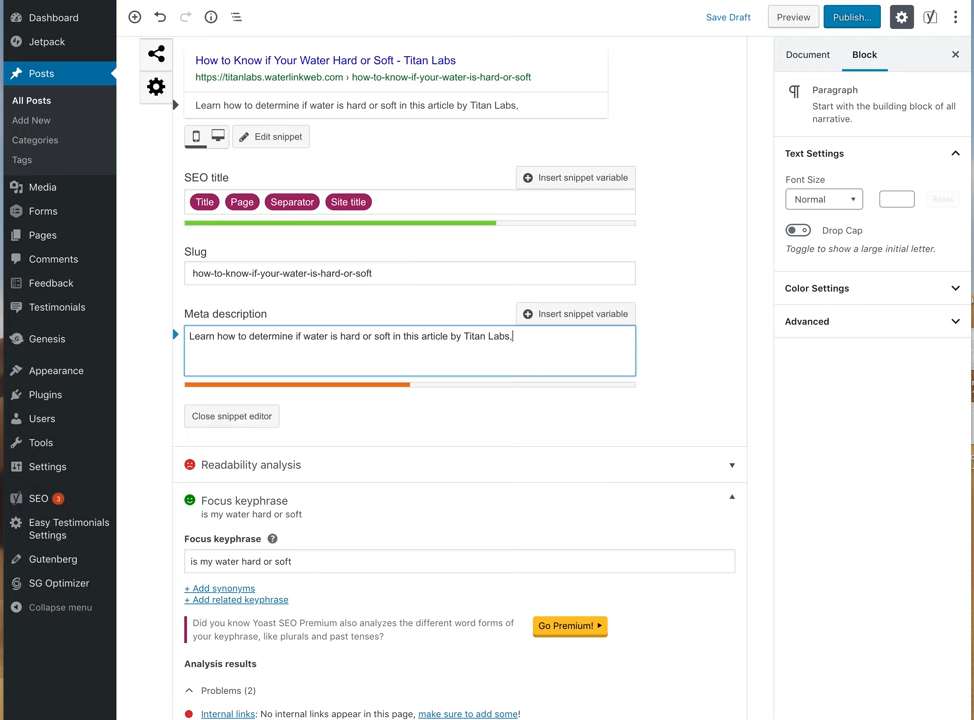 Dashboard
Jetpack
Posts
All Posts
Add New
Categories
Tags
Media
Forms
Pages
Comments
Feedback
Testimonials
Genesis
Appearance
Plugins
Users
Tools
Settings
SEO 3
Easy Testimonials
Settings
Gutenberg
SG Optimizer
Collapse menu
Save Draft
Preview
Publish...
How to Know if Your Water Hard or Soft - Titan Labs
https://titanlabs.waterlinkweb.com › how-to-know-if-your-water-is-hard-or-soft
Learn how to determine if water is hard or soft in this article by Titan Labs,
Edit snippet
SEO title
Insert snippet variable
Title Page Separator Site title
Slug
how-to-know-if-your-water-is-hard-or-soft
Meta description
Insert snippet variable
Learn how to determine if water is hard or soft in this article by Titan Labs,
Close snippet editor
Readability analysis
Focus keyphrase
is my water hard or soft
Focus keyphrase ?
is my water hard or soft
+ Add synonyms
+ Add related keyphrase
Did you know Yoast SEO Premium also analyzes the different word forms of
your keyphrase, like plurals and past tenses?
Go Premium!
Analysis results
Problems (2)
Internal links: No internal links appear in this page, make sure to add some!
Document
Block
Paragraph
Start with the building block of all
narrative.
Text Settings
Font Size
Normal
Reset
Drop Cap
Toggle to show a large initial letter.
Color Settings
Advanced